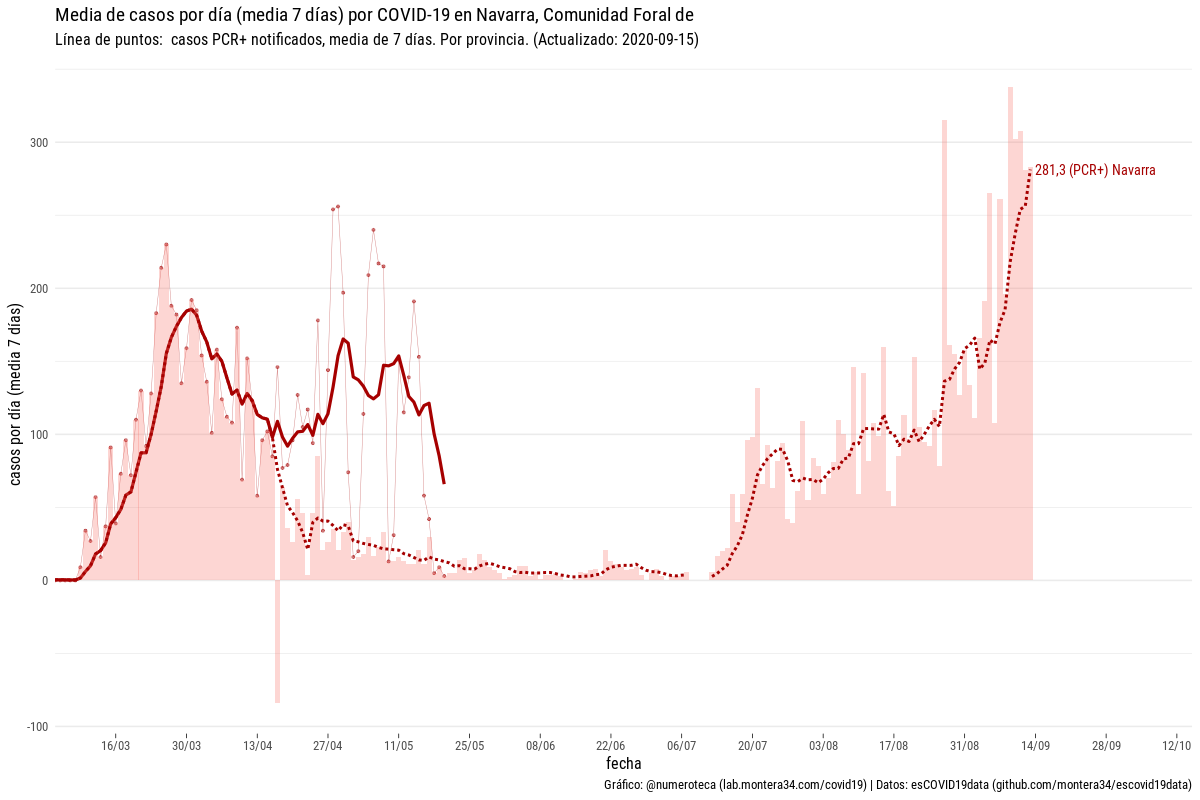 Media de casos por día (media 7 días) por COVID-19 en Navarra, Comunidad Foral de
Línea de puntos:  casos PCR+ notificados, media de 7 días. Por provincia. (Actualizado: 2020-09-15)
casos por día (media 7 días)
300
200
100
0
-100
281,3 (PCR+) Navarra
16/03 30/03 13/04 27/04 11/05 25/05 08/06 22/06 06/07 20/07 03/08 17/08 31/08 14/09 28/09 12/10
fecha
Gráfico: @numeroteca (lab.montera34.com/covid19) | Datos: esCOVID19data (github.com/montera34/escovid19data)